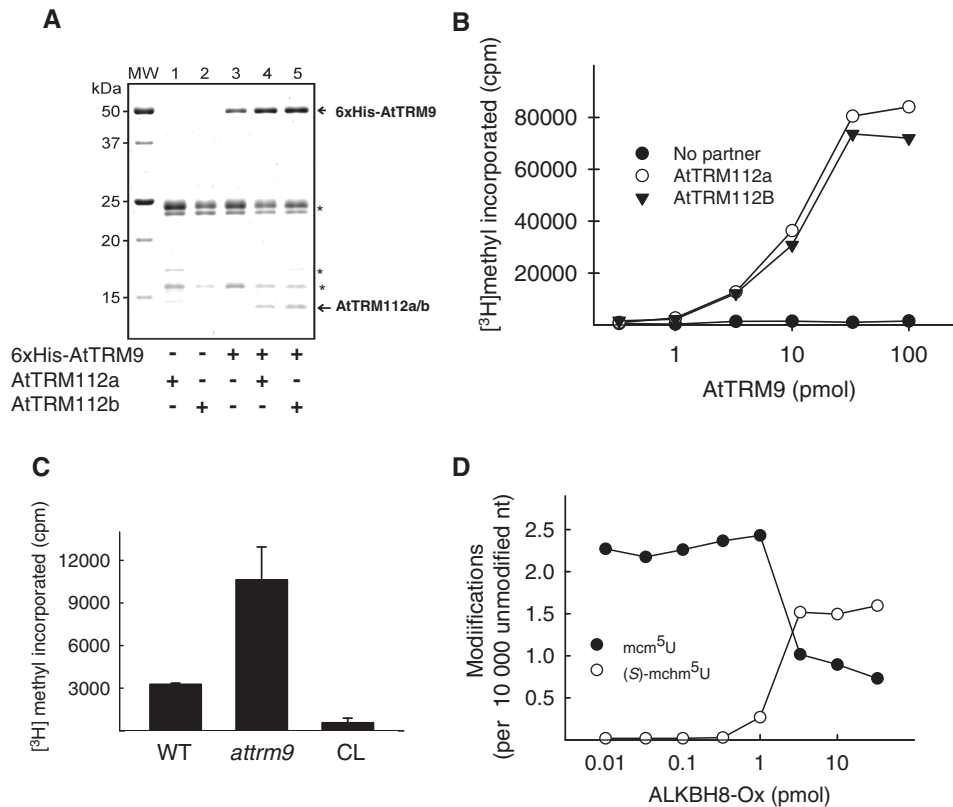 A
MW 1 2 3 4 5
kDa
50
37
25
20
15
6xHis-AtTRM9
*
*
*
AtTRM112a/b
6xHis-AtTRM9 - - + + +
AtTRM112a + - - + -
AtTRM112b - + - - +
B
[³H]methyl incorporated (cpm)
80000
60000
40000
20000
No partner
AtTRM112a
AtTRM112B
1 10 100
AtTRM9 (pmol)
C
[³H] methyl incorporated (cpm)
12000
9000
6000
3000
WT attrm9 CL
D
Modiifications
(per 10 000 unmodified nt)
2.5
2.0
1.5
1.0
0.5
mcm⁵U
(S)-mchm⁵U
0.01 0.1 1 10
ALKBH8-Ox (pmol)